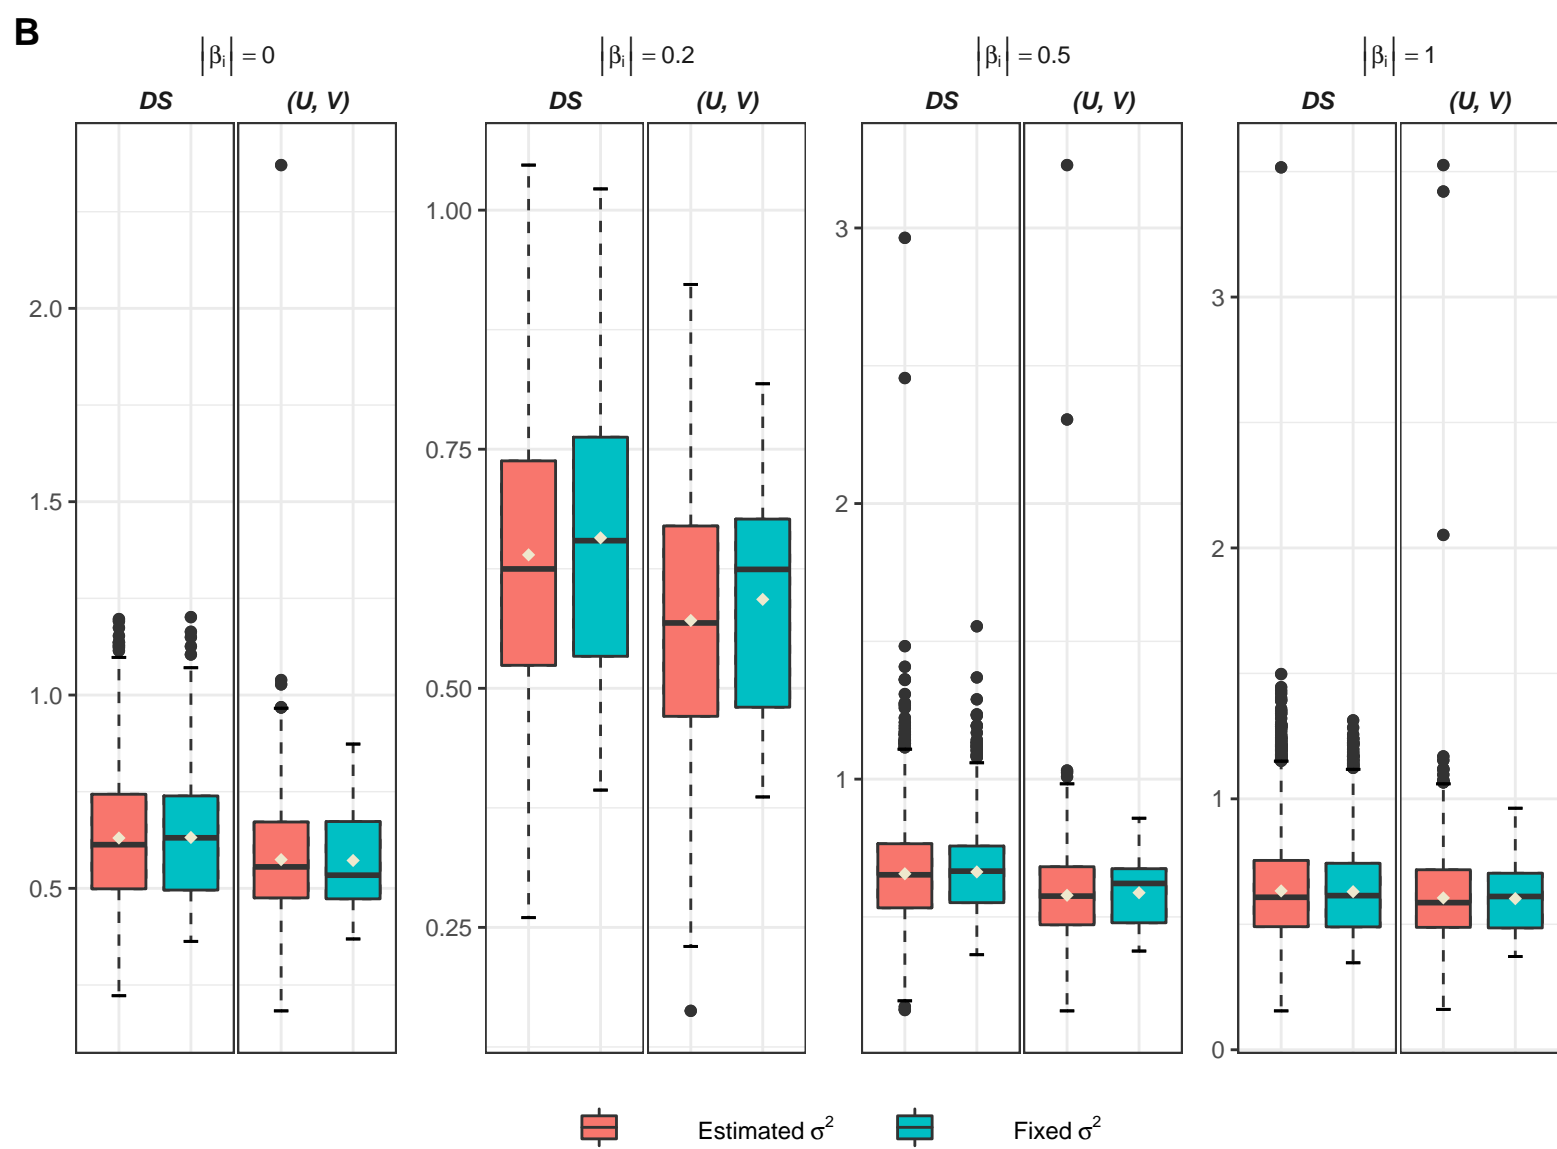 B
|βi| = 0
|βi| = 0.2
|βi| = 0.5
|βi| = 1
DS
(U, V)
DS
(U, V)
DS
(U, V)
DS
(U, V)
2.0
1.5
1.0
0.5
1.00
0.75
0.50
0.25
3
2
1
3
2
1
0
Estimated σ²
Fixed σ²